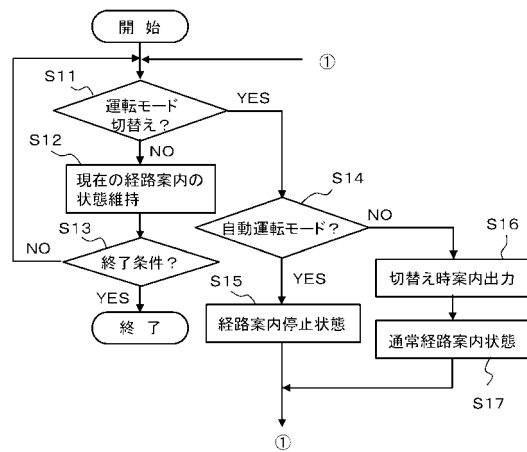 開 始
①
S11
運転モード
切替え？
YES
NO
S12
現在の経路案内の
状態維持
S13
終了条件？
NO
YES
終 了
S14
自動運転モード？
NO
YES
S15
経路案内停止状態
S16
切替え時案内出力
通常経路案内状態
S17
①